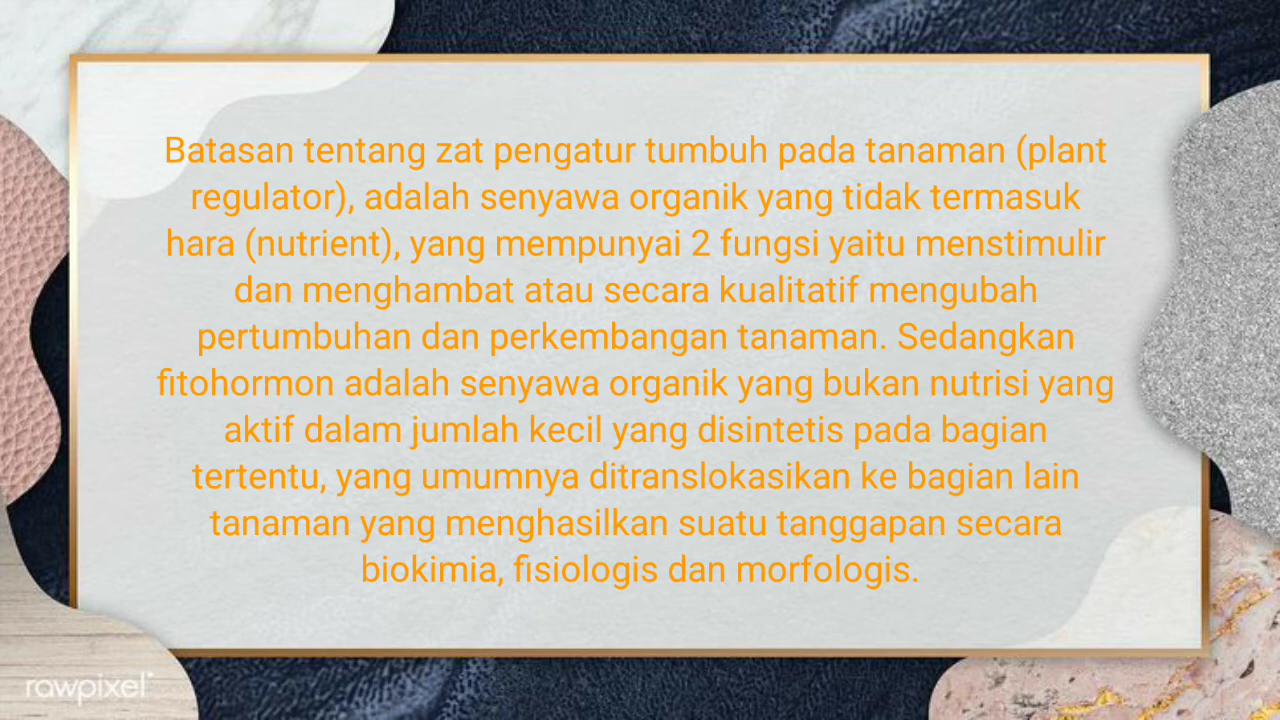 Batasan tentang zat pengatur tumbuh pada tanaman (plant
regulator), adalah senyawa organik yang tidak termasuk
hara (nutrient), yang mempunyai 2 fungsi yaitu menstimulir
dan menghambat atau secara kualitatif mengubah
pertumbuhan dan perkembangan tanaman. Sedangkan
fitohormon adalah senyawa organik yang bukan nutrisi yang
aktif dalam jumlah kecil yang disintetis pada bagian
tertentu, yang umumnya ditranslokasikan ke bagian lain
tanaman yang menghasilkan suatu tanggapan secara
biokimia, fisiologis dan morfologis.
rawpixel